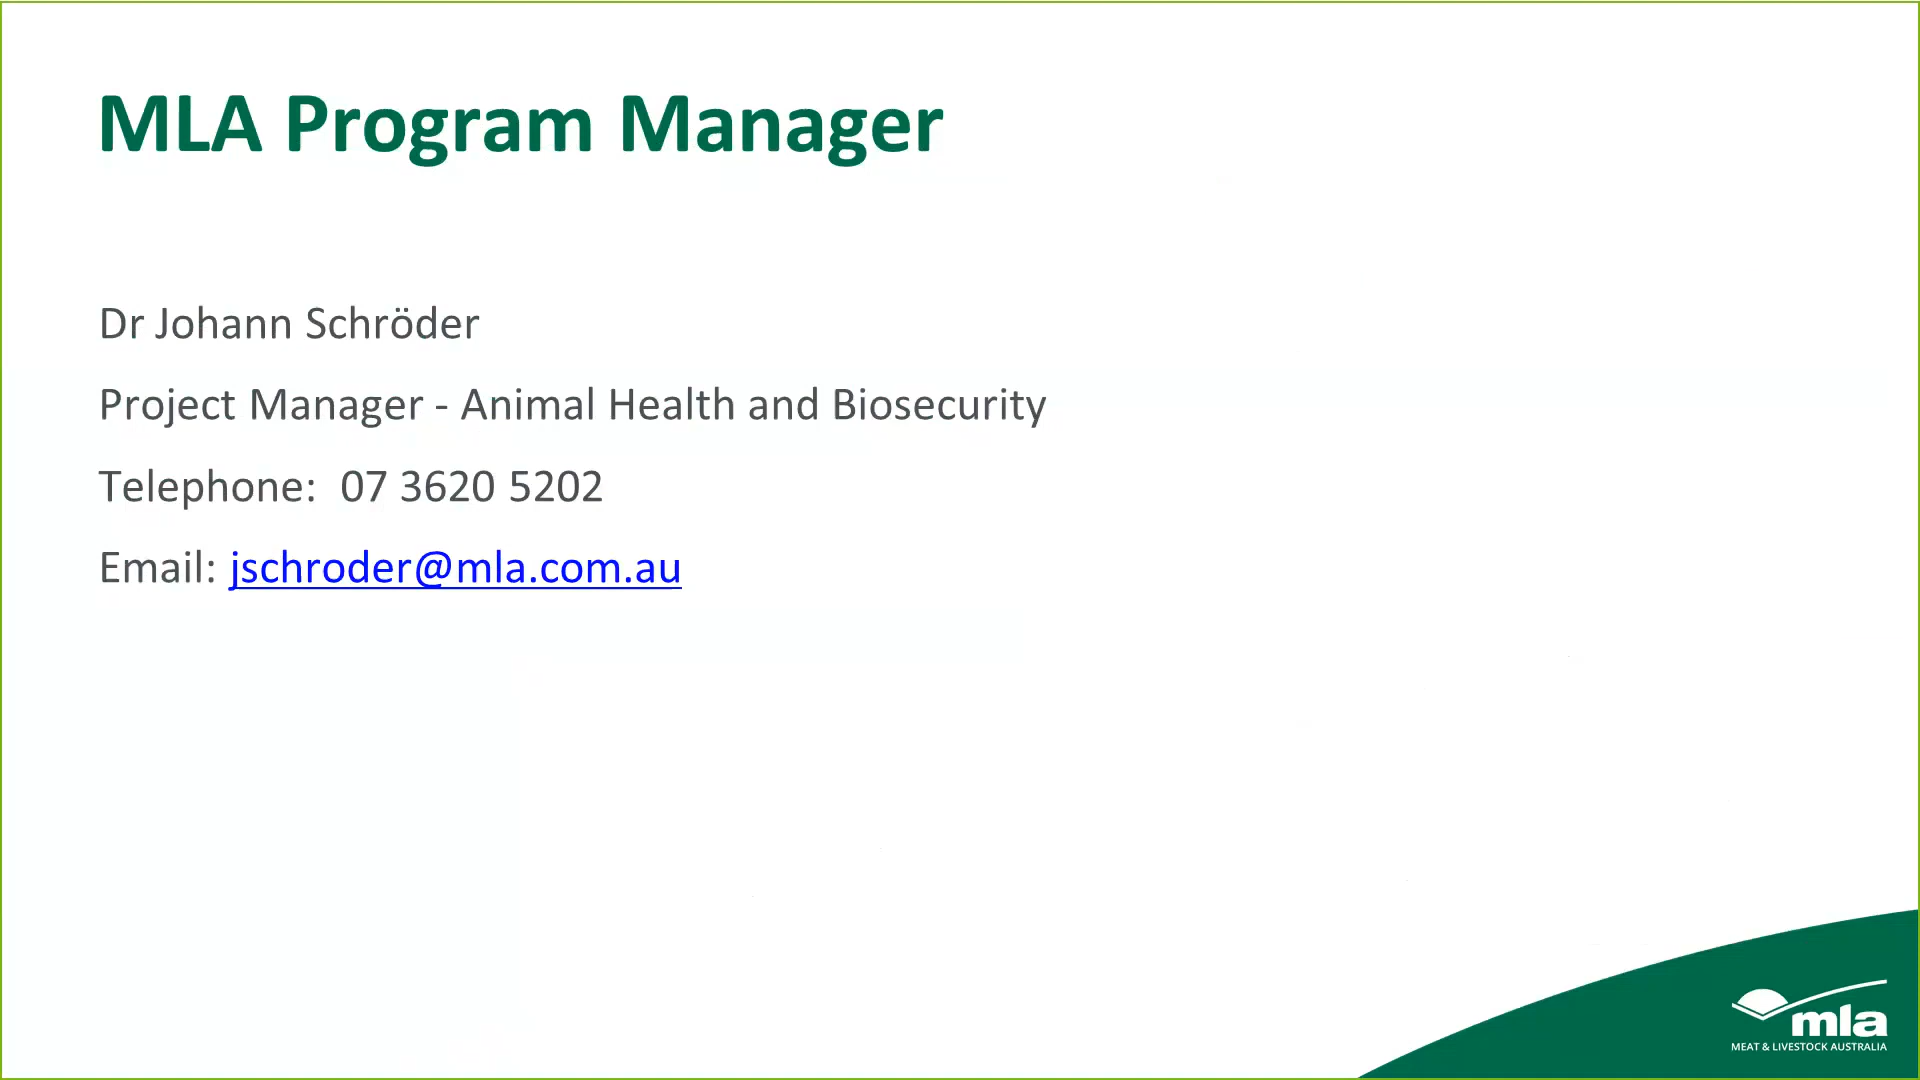 MLA Program Manager
Dr Johann Schröder
Project Manager - Animal Health and Biosecurity
Telephone:  07 3620 5202
Email: jschroder@mla.com.au
mla
MEAT & LIVESTOCK AUSTRALIA